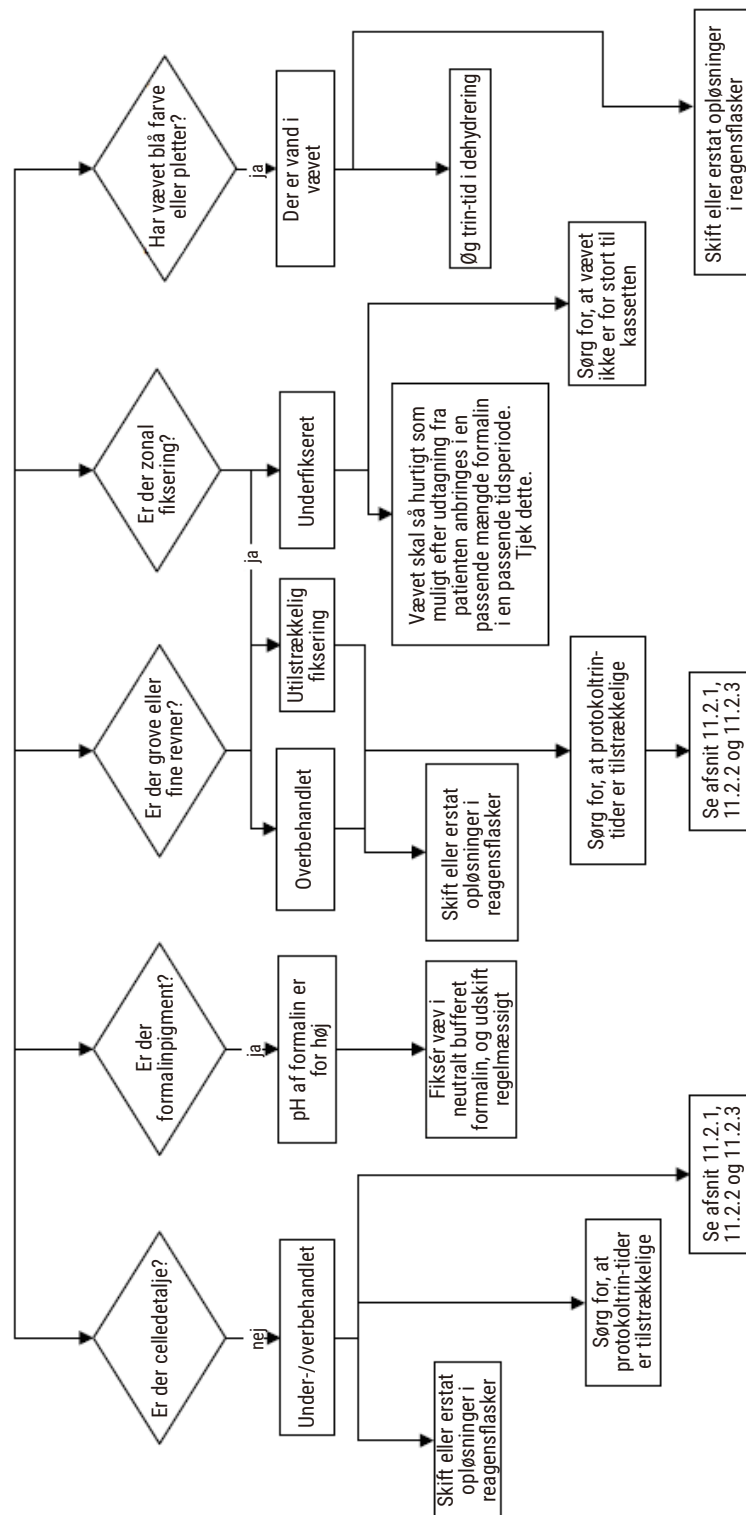 Er der celledetalje?
nej
Under-/overbehandlet
Skift eller erstat
opløsninger i
reagensflasker
Sørg for, at
protokoltrin-tider
er tilstrækkelige
Se afsnit 11.2.1,
11.2.2 og 11.2.3
Er der
formalinpigment?
ja
pH af formalin er
for høj
Fiksér væv i
neutralt bufferet
formalin, og udskift
regelmæssigt
Er der grove eller
fine revner?
Overbehandlet
Utilstrækkelig
fiksering
Skift eller erstat
opløsninger i
reagensflasker
Sørg for, at protokoltrin-
tider er tilstrækkelige
Se afsnit 11.2.1,
11.2.2 og 11.2.3
Er der zonal
fiksering?
ja
Underfikseret
Vævet skal så hurtigt som
muligt efter udtagning fra
patienten anbringes i en
passende mængde formalin
i en passende tidsperiode.
Tjek dette.
Sørg for, at vævet
ikke er for stort til
kassetten
Har vævet blå farve
eller pletter?
ja
Der er vand i
vævet
Øg trin-tid i dehydrering
Skift eller erstat opløsninger
i reagensflasker